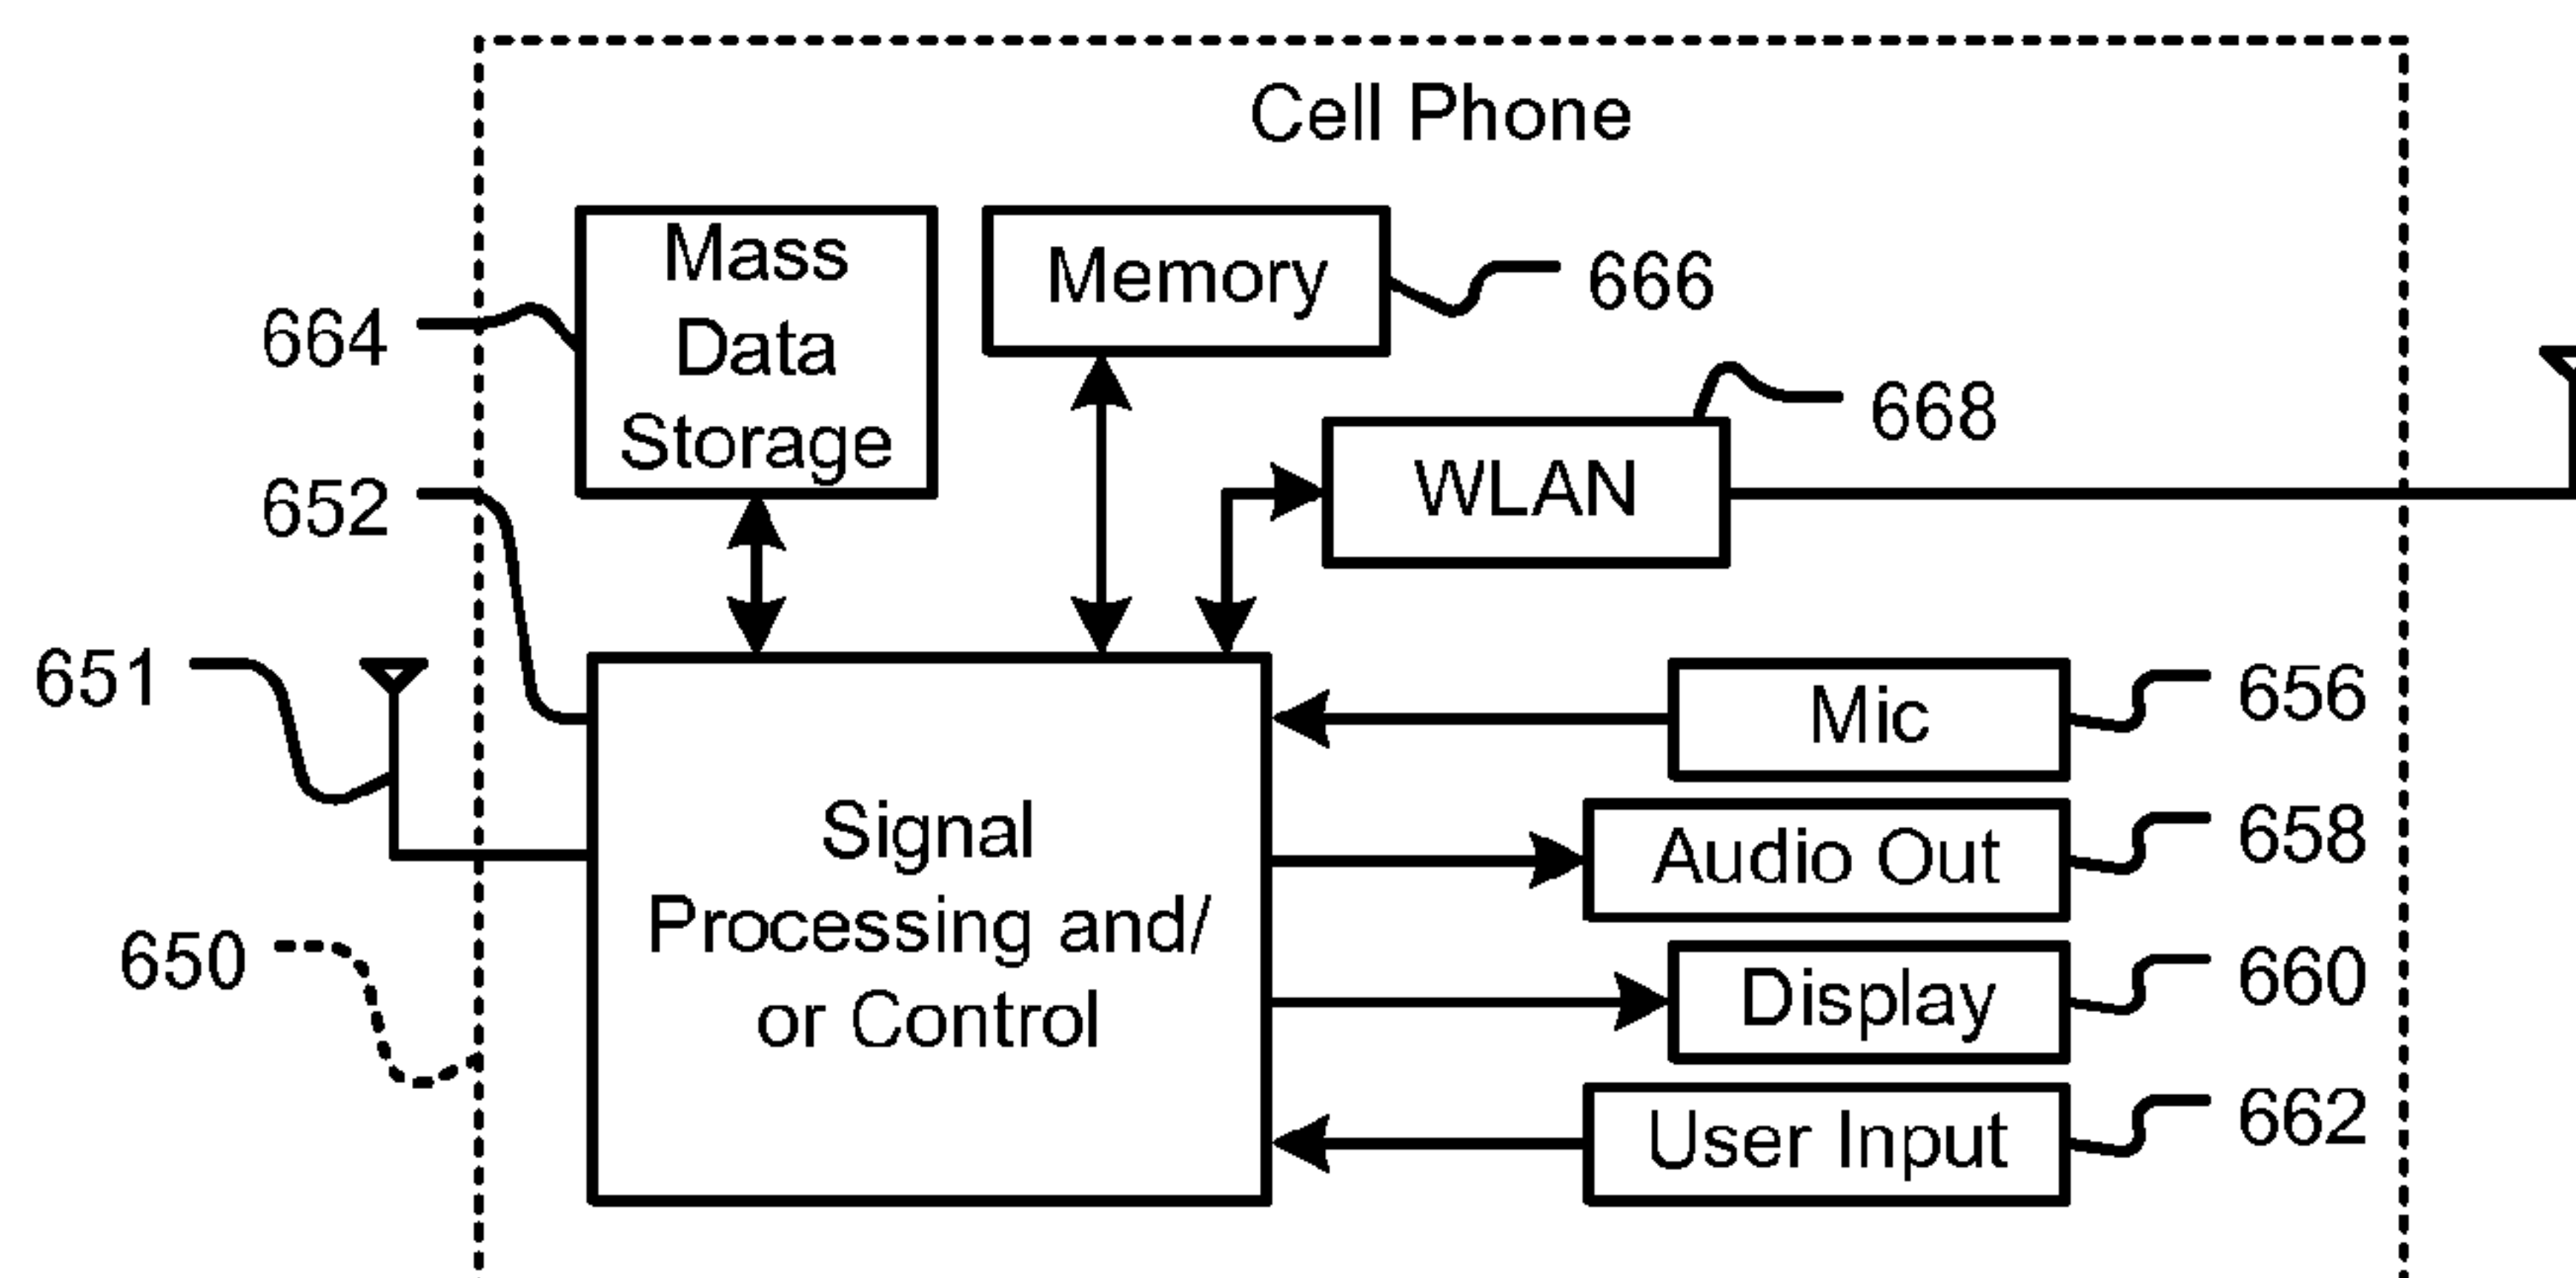 Cell Phone
Mass
Data
Storage
Memory
666
664
668
WLAN
652
651
Mic
656
Signal
Processing and/
or Control
Audio Out
658
650
Display
660
User Input
662